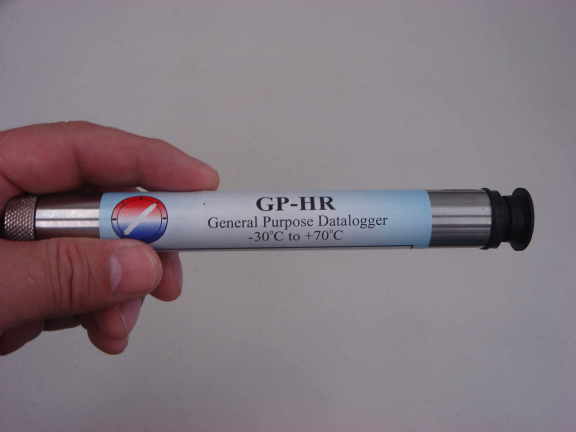 GP-HR
General Purpose Datalogger
-30°C to +70°C